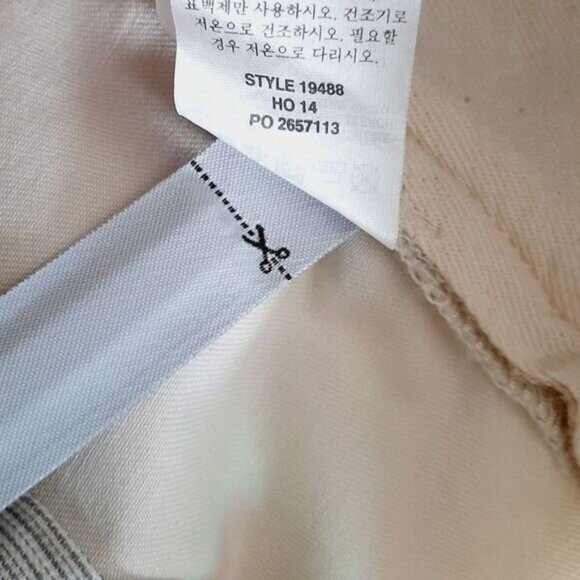 표백제만 사용하시오. 건조기로
저온으로 건조하시오. 필요할
경우 저온으로 다리시오.
STYLE 19488
HO 14
PO 2657113